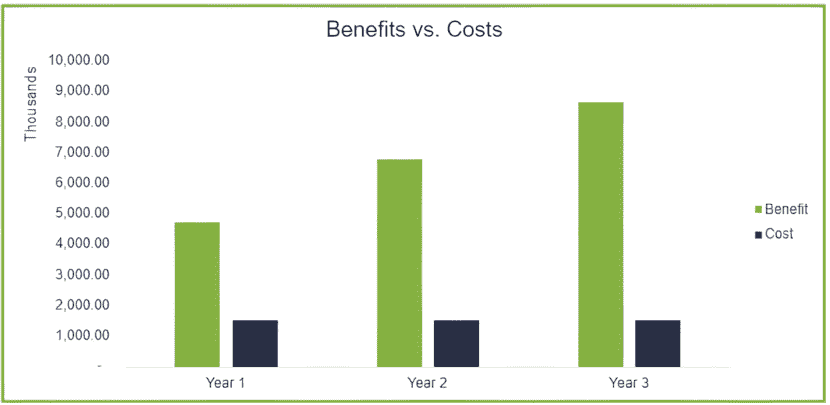 Benefits vs. Costs
Thousands
10,000.00
9,000.00
8,000.00
7,000.00
6,000.00
5,000.00
4,000.00
3,000.00
2,000.00
1,000.00
-
Year 1
Year 2
Year 3
Benefit
Cost